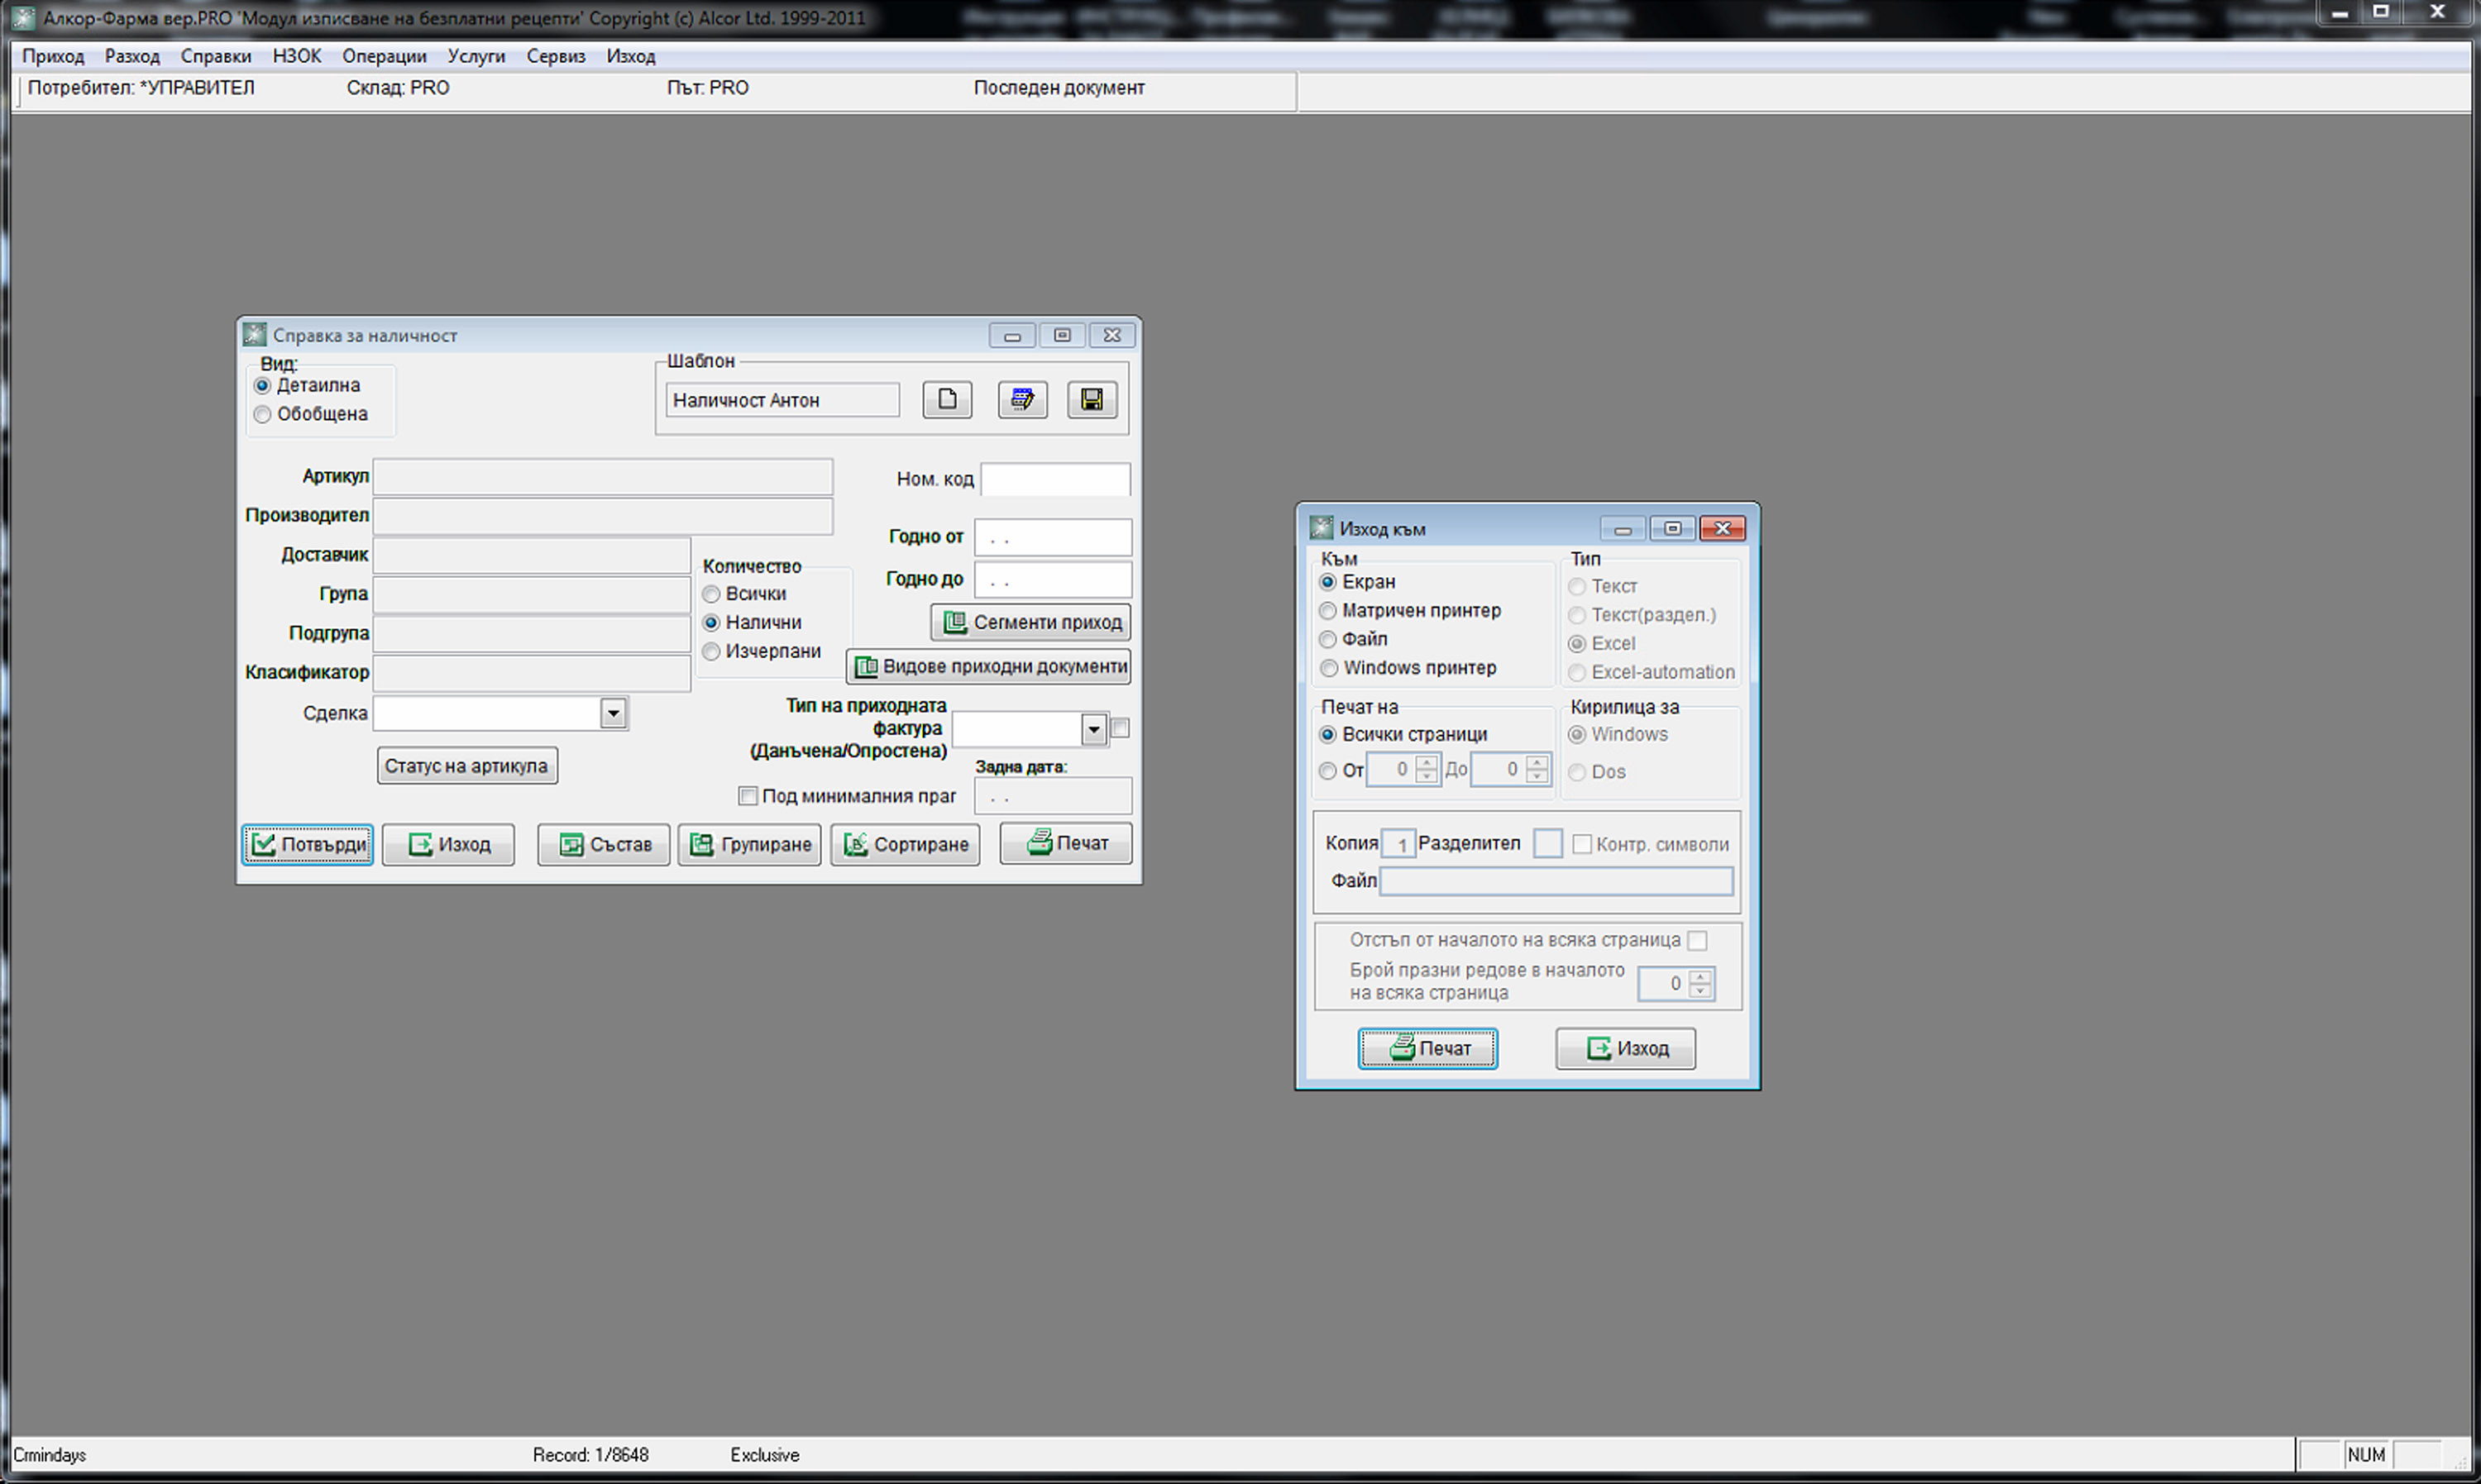 Алкор-Фарма вер.PRO 'Модул изписване на безплатни рецепти' Copyright (c) Alcor Ltd. 1999-2011
Приход Разход Справки НЗОК Операции Услуги Сервиз Изход
Потребител: *УПРАВИТЕЛ Склад: PRO Път: PRO Последен документ
Справка за наличност
Вид:
Детаилна
Обобщена
Шаблон
Наличност Антон
Артикул
Производител
Доставчик
Група
Подгрупа
Класификатор
Сделка
Статус на артикула
Количество
Всички
Налични
Изчерпани
Ном. код
Годно от . .
Годно до . .
Сегменти приход
Видове приходни документи
Тип на приходната
фактура
(Данъчена/Опростена)
Задна дата:
Под минималния праг . .
Потвърди Изход Състав Групиране Сортиране Печат
Изход към
Към
Екран
Матричен принтер
Файл
Windows принтер
Тип
Текст
Текст(раздел.)
Excel
Excel-automation
Печат на
Всички страници
От 0 До 0
Кирилица за
Windows
Dos
Копия 1 Разделител Контр. символи
Файл
Отстъп от началото на всяка страница
Брой празни редове в началото
на всяка страница 0
Печат Изход
Crmindays Record: 1/8648 Exclusive NUM